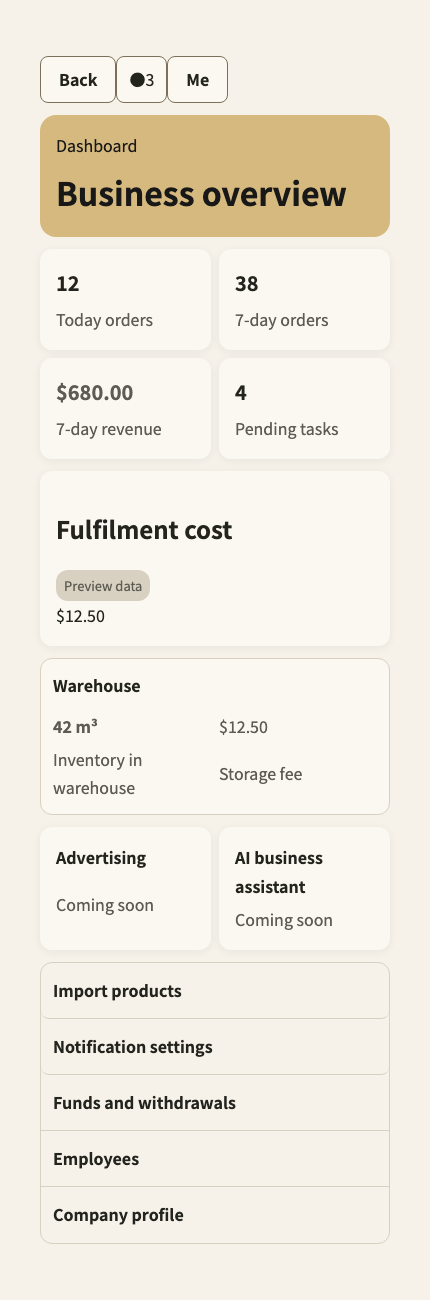 Back ●3 Me
Dashboard
Business overview
12
Today orders
38
7-day orders
$680.00
7-day revenue
4
Pending tasks
Fulfilment cost
Preview data
$12.50
Warehouse
42 m³
Inventory in
warehouse
$12.50
Storage fee
Advertising
Coming soon
AI business
assistant
Coming soon
Import products
Notification settings
Funds and withdrawals
Employees
Company profile